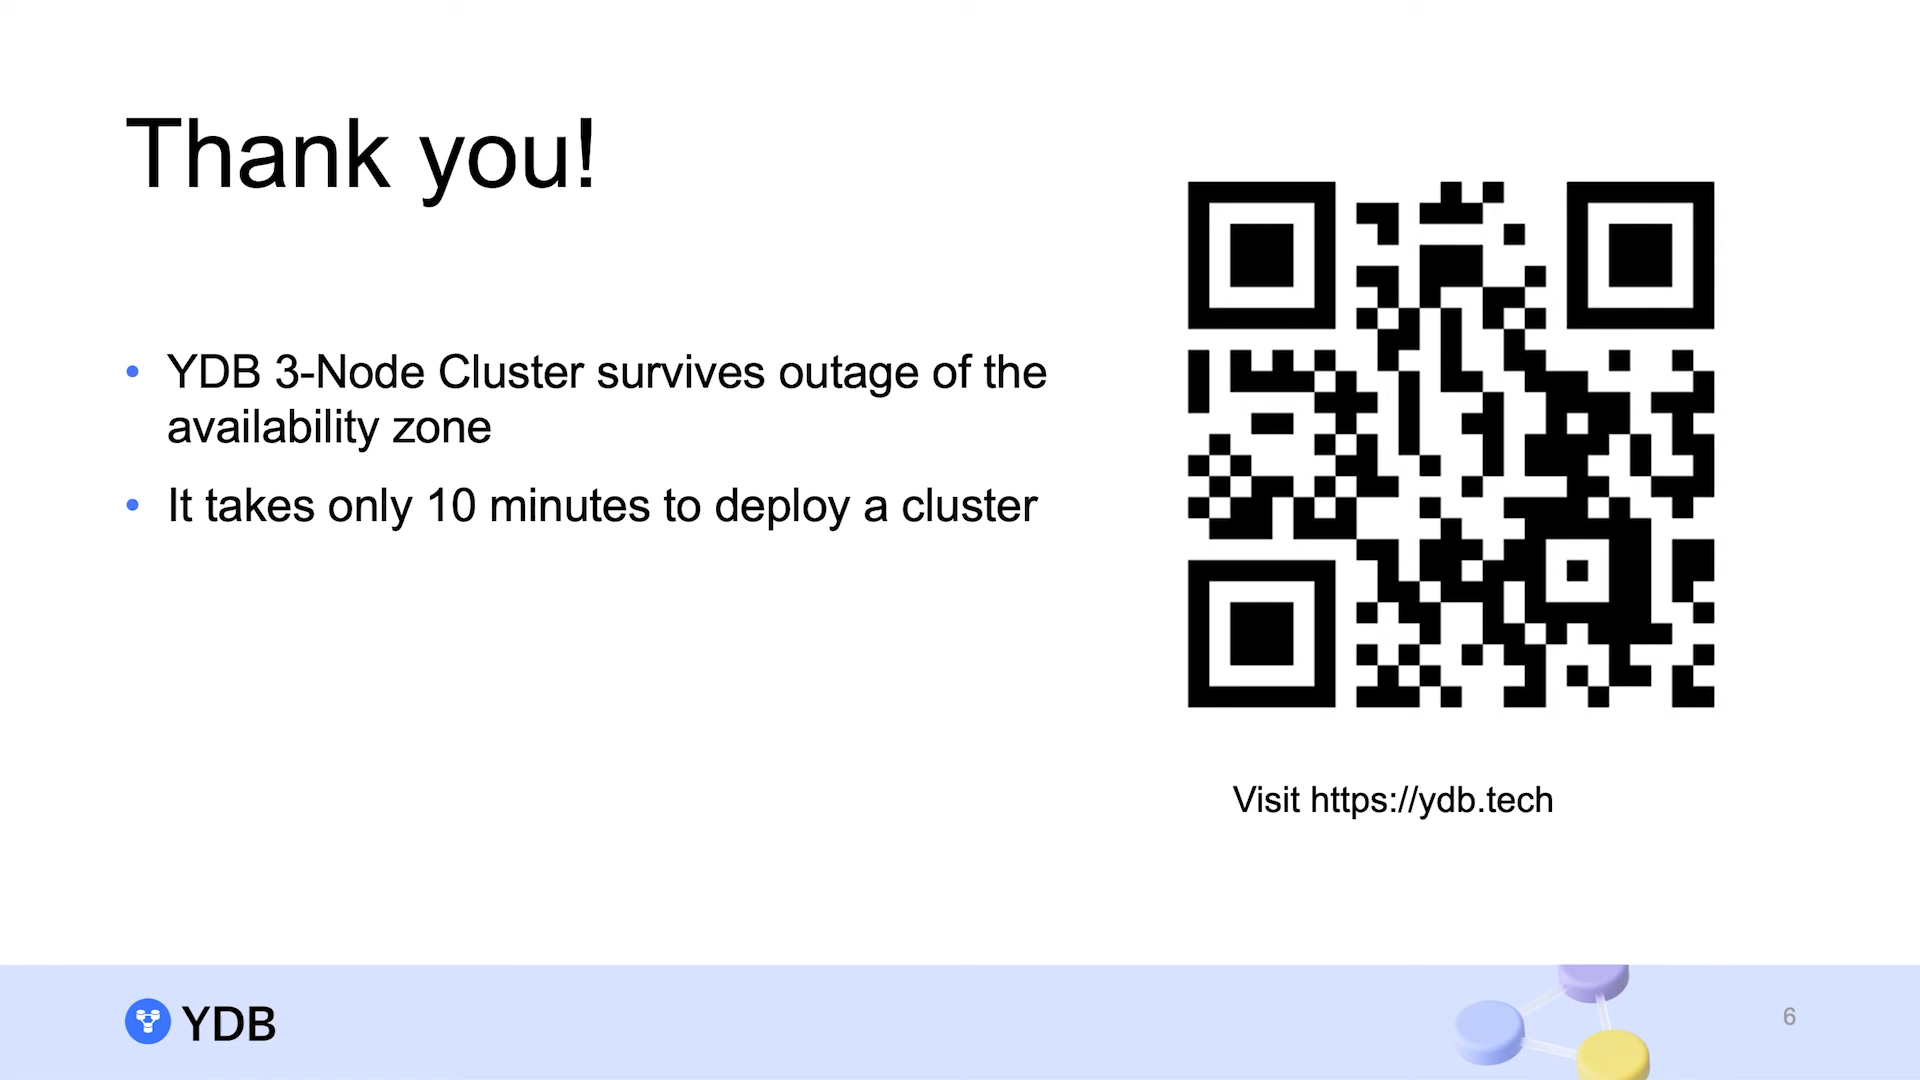 Thank you!
• YDB 3-Node Cluster survives outage of the
availability zone
• It takes only 10 minutes to deploy a cluster
Visit https://ydb.tech
YDB
6